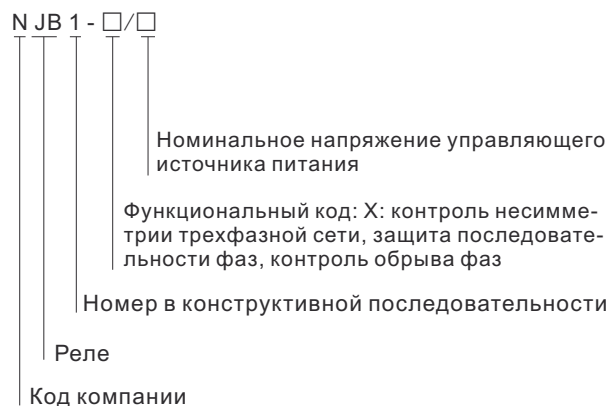 N JB 1 - □/□
Номинальное напряжение управляющего
источника питания
Функциональный код: X: контроль несимме-
трии трехфазной сети, защита последовате-
льности фаз, контроль обрыва фаз
Номер в конструктивной последовательности
Реле
Код компании